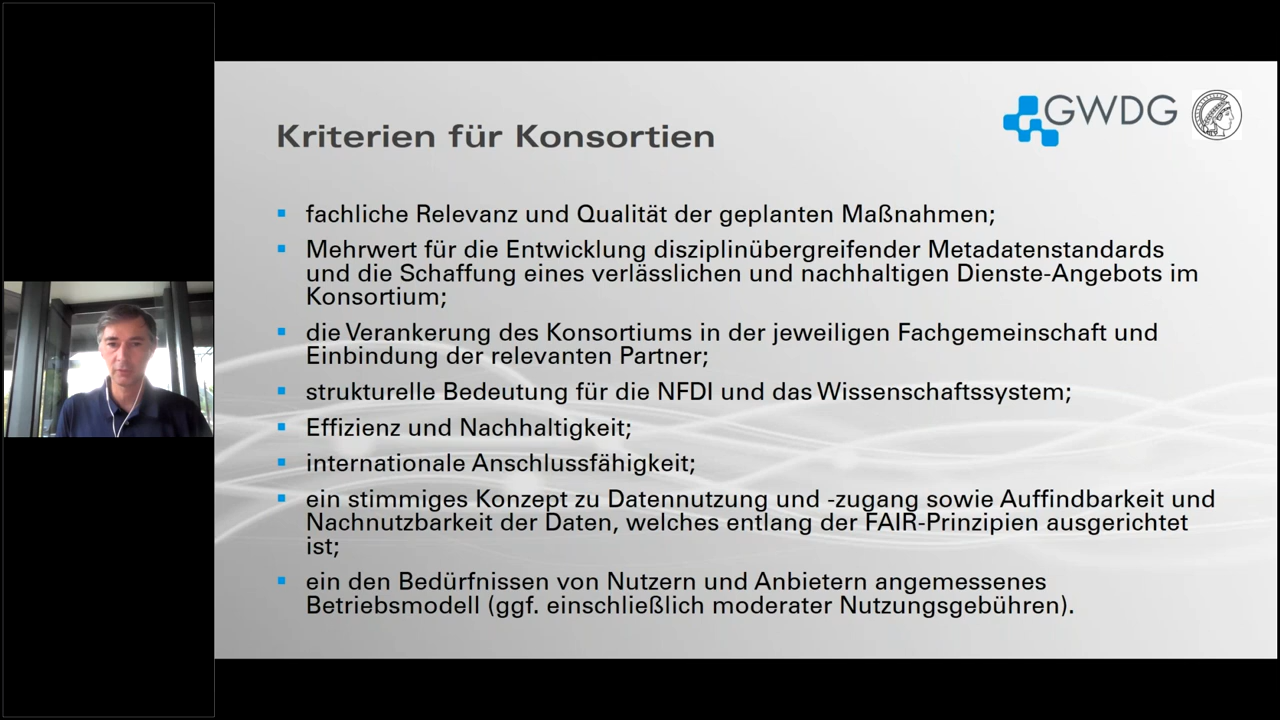 GWDG
Kriterien für Konsortien
fachliche Relevanz und Qualität der geplanten Maßnahmen;
Mehrwert für die Entwicklung disziplinübergreifender Metadatenstandards
und die Schaffung eines verlässlichen und nachhaltigen Dienste-Angebots im
Konsortium;
die Verankerung des Konsortiums in der jeweiligen Fachgemeinschaft und
Einbindung der relevanten Partner;
strukturelle Bedeutung für die NFDI und das Wissenschaftssystem;
Effizienz und Nachhaltigkeit;
internationale Anschlussfähigkeit;
ein stimmiges Konzept zu Datennutzung und -zugang sowie Auffindbarkeit und
Nachnutzbarkeit der Daten, welches entlang der FAIR-Prinzipien ausgerichtet
ist;
ein den Bedürfnissen von Nutzern und Anbietern angemessenes
Betriebsmodell (ggf. einschließlich moderater Nutzungsgebühren).